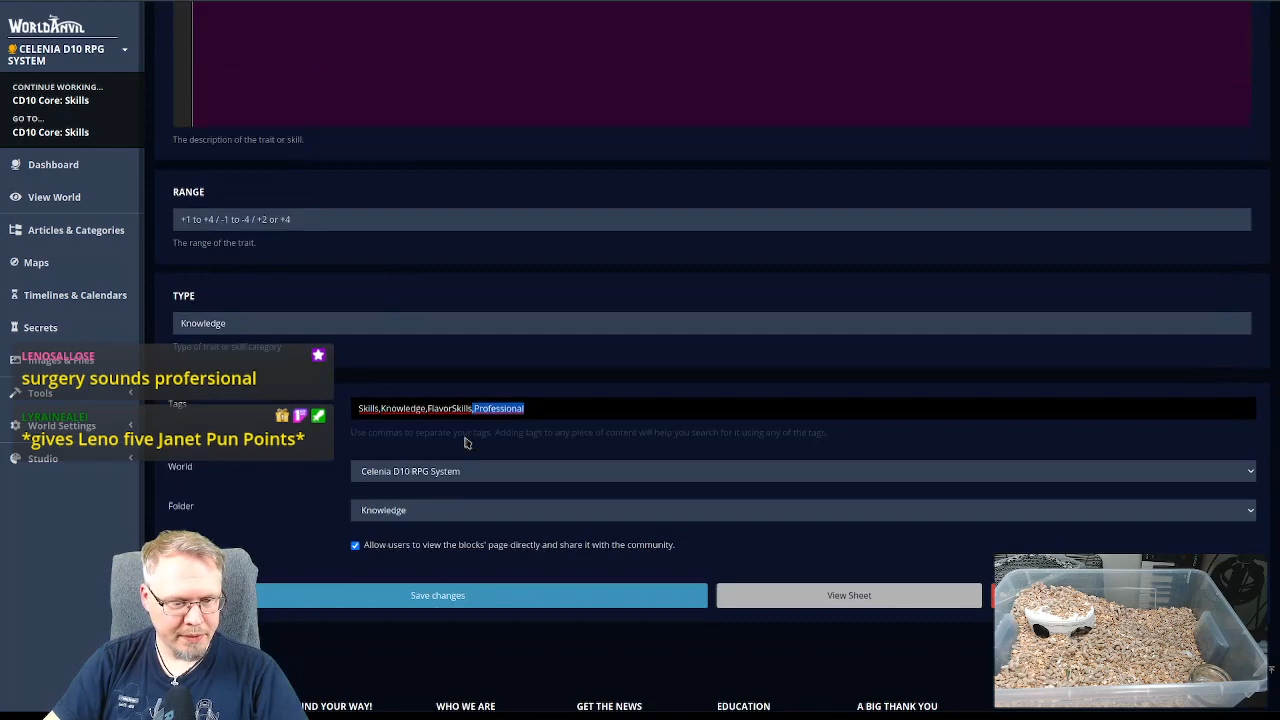 WORLDANVIL
CELENIA D10 RPG
SYSTEM
CONTINUE WORKING...
CD10 Core: Skills
GO TO...
CD10 Core: Skills
Dashboard
View World
Articles & Categories
Maps
Timelines & Calendars
Secrets
Images & Files
Tools
World Settings
Studio
The description of the trait or skill.
RANGE
+1 to +4 / -1 to -4 / +2 or +4
The range of the trait.
TYPE
Knowledge
Type of trait or skill category
LENOSALLOSE
surgery sounds profersional
LYRAINEALEI
*gives Leno five Janet Pun Points*
Tags
Skills,Knowledge,FlavorSkills,Professional
Use commas to separate your tags. Adding tags to any piece of content will help you search for it using any of the tags.
World
Celenia D10 RPG System
Folder
Knowledge
Allow users to view the blocks' page directly and share it with the community.
Save changes
View Sheet
IND YOUR WAY!
WHO WE ARE
GET THE NEWS
EDUCATION
A BIG THANK YOU